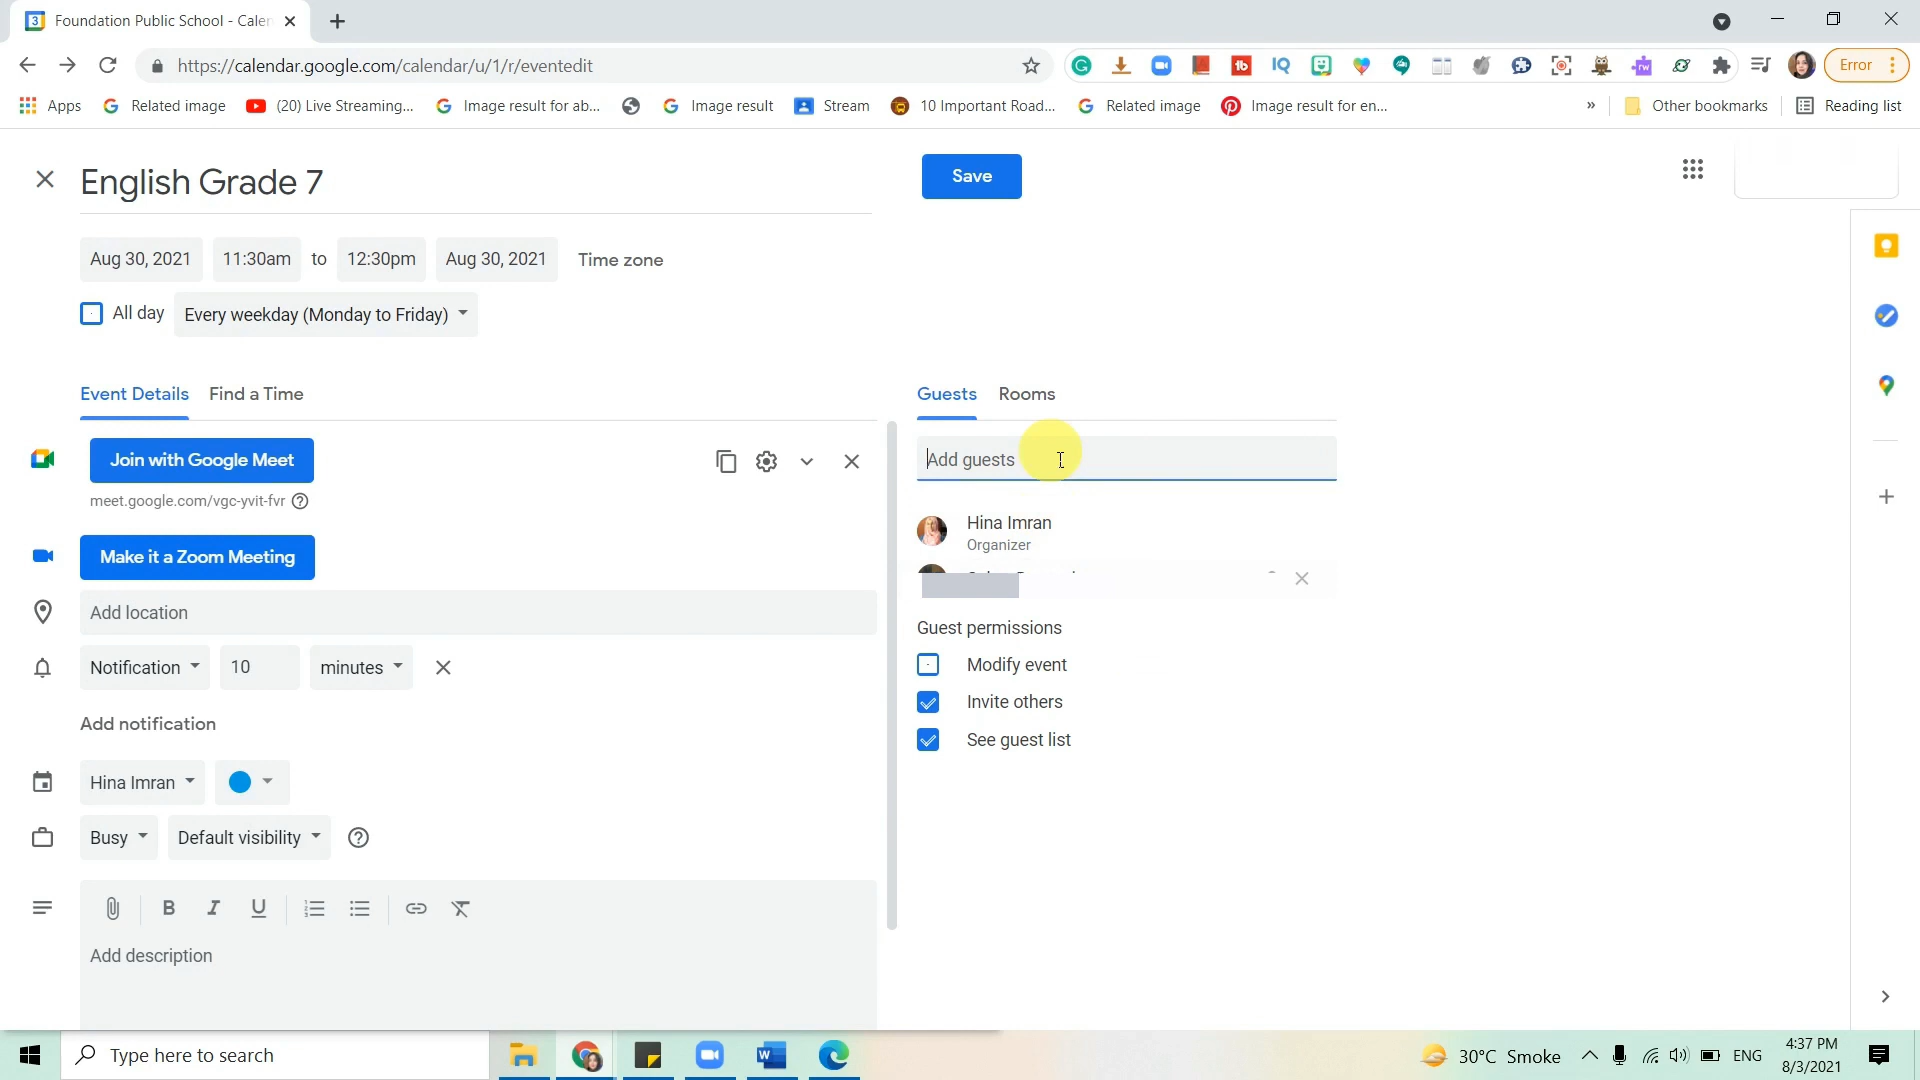 Foundation Public School - Calen
https://calendar.google.com/calendar/u/1/r/eventedit
Error
Apps Related image (20) Live Streaming... Image result for ab... Image result Stream 10 Important Road... Related image Image result for en... » Other bookmarks Reading list
English Grade 7
Save
Aug 30, 2021 11:30am to 12:30pm Aug 30, 2021 Time zone
All day Every weekday (Monday to Friday)
Event Details Find a Time
Guests Rooms
Join with Google Meet
meet.google.com/vgc-yvit-fvr
Make it a Zoom Meeting
Add location
Notification 10 minutes
Add notification
Hina Imran
Busy Default visibility
B I U
Add description
Add guests
Hina Imran
Organizer
Guest permissions
Modify event
Invite others
See guest list
Type here to search
30°C Smoke
ENG
4:37 PM
8/3/2021